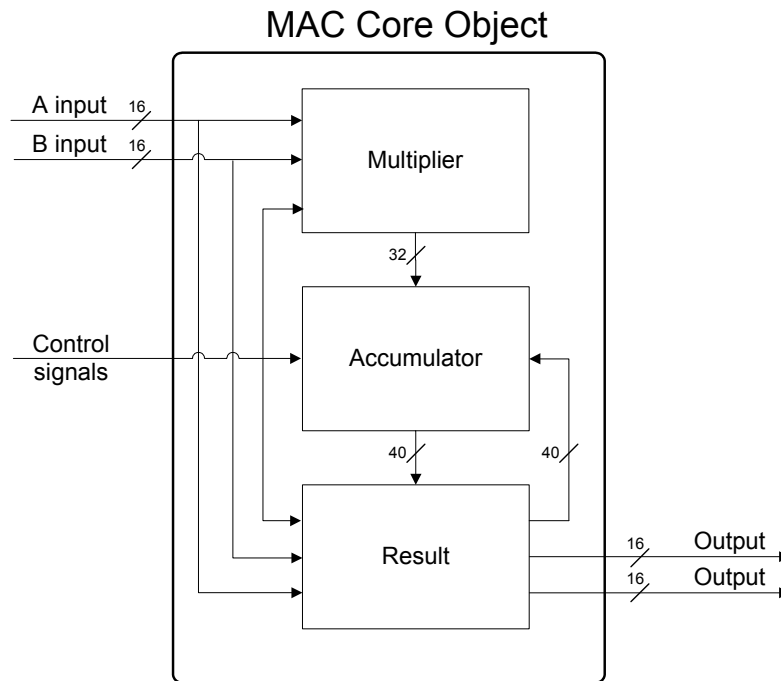 MAC Core Object
A input 16
B input 16
Multiplier
32
Control
signals
Accumulator
40 40
Result
16 Output
16 Output